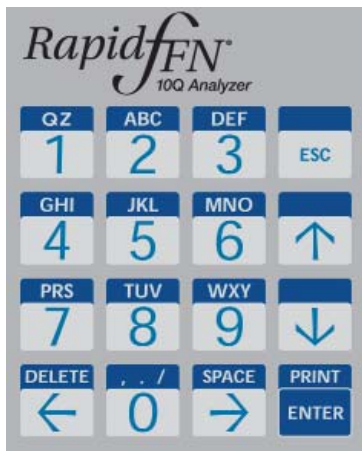 Rapid fFN®
10Q Analyzer
QZ ABC DEF
1 2 3 ESC
GHI JKL MNO
4 5 6 ↑
PRS TUV WXY
7 8 9 ↓
DELETE , . / SPACE PRINT
← 0 → ENTER